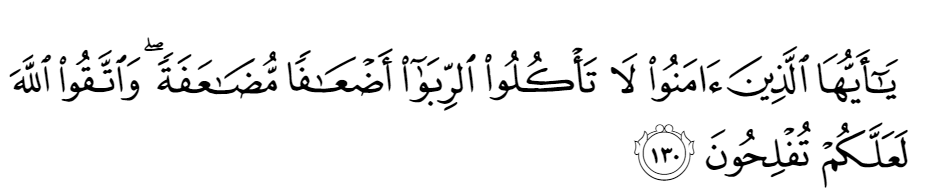 يَـٰٓأَيُّهَا ٱلَّذِينَ ءَامَنُوا۟ لَا تَأْكُلُوا۟ ٱلرِّبَوٰٓا۟ أَضْعَـٰفًا مُّضَـٰعَفَةً ۖ وَٱتَّقُوا۟ ٱللَّهَ
لَعَلَّكُمْ تُفْلِحُونَ ١٣٠